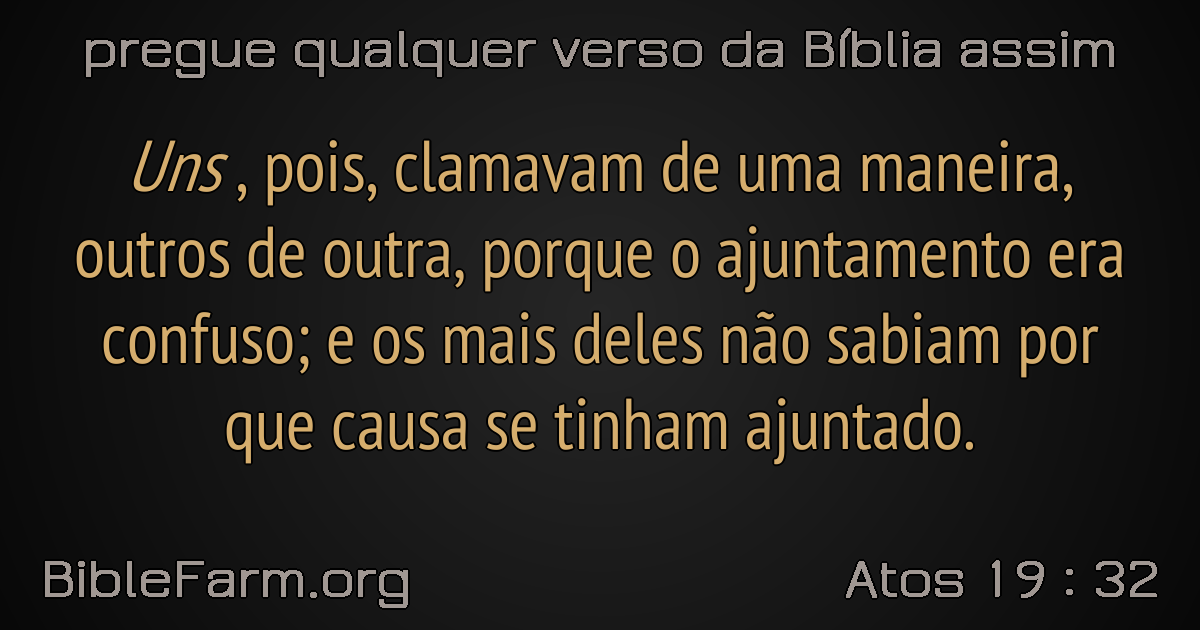 pregue qualquer verso da Bíblia assim
Uns , pois, clamavam de uma maneira,
outros de outra, porque o ajuntamento era
confuso; e os mais deles não sabiam por
que causa se tinham ajuntado.
BibleFarm.org
Atos 19 : 32